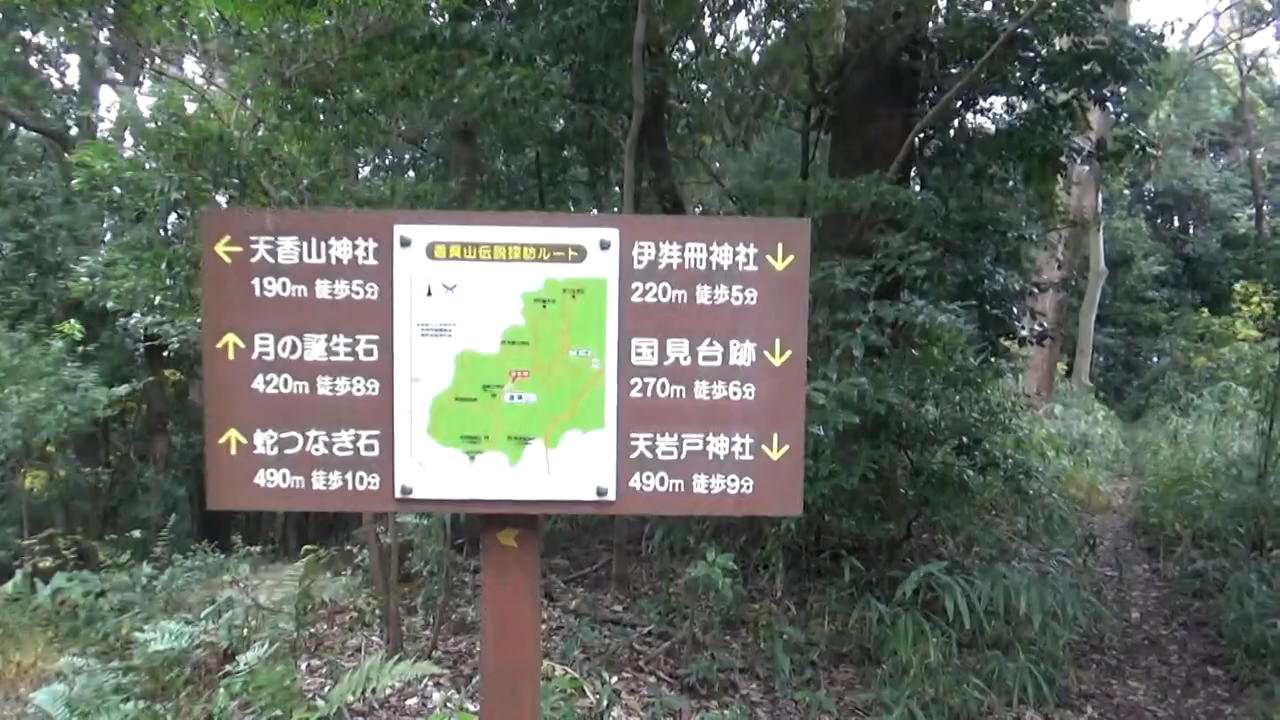 ← 天香山神社
190m 徒歩5分
↑ 月の誕生石
420m 徒歩8分
↑ 蛇つなぎ石
490m 徒歩10分
香具山伝説探訪ルート
伊弉冊神社 ↓
220m 徒歩5分
国見台跡 ↓
270m 徒歩6分
天岩戸神社 ↓
490m 徒歩9分